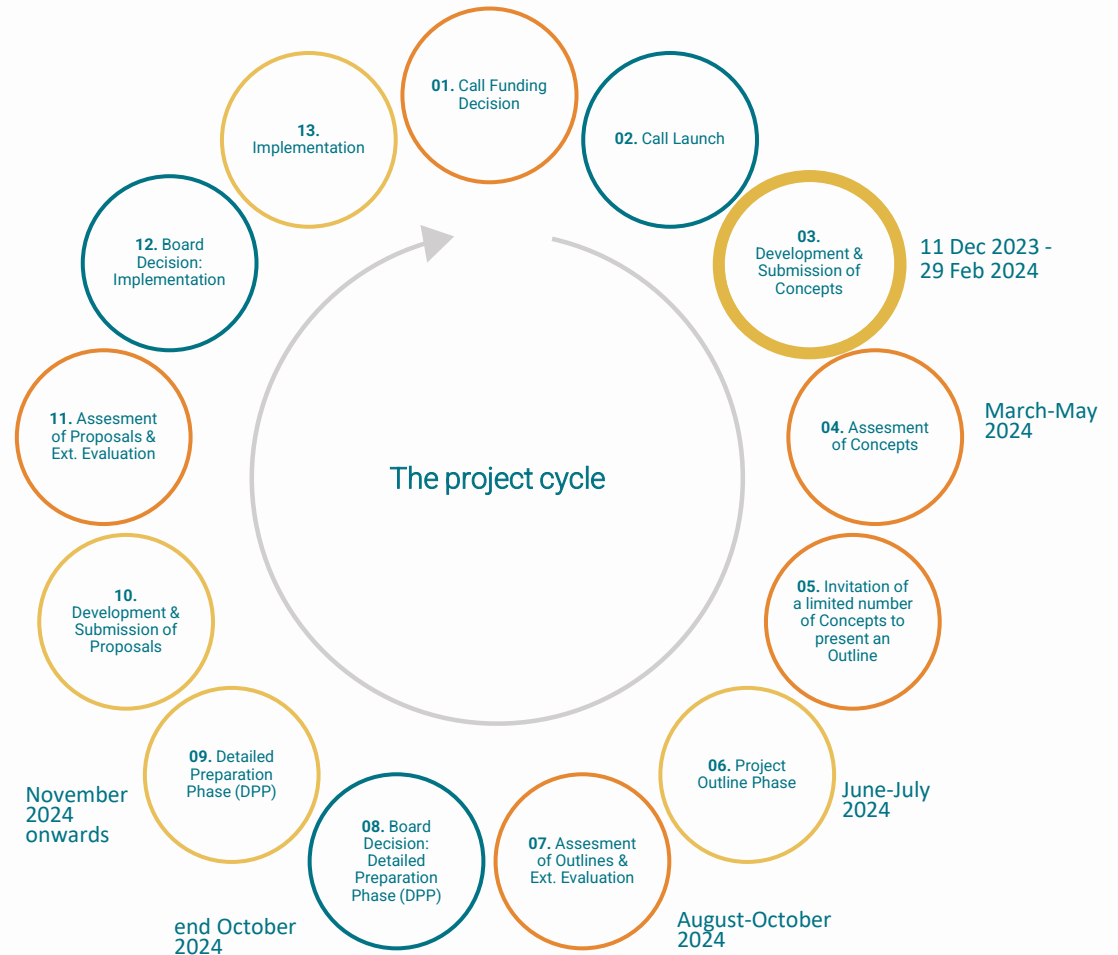 01. Call Funding
Decision
02. Call Launch
03.
Development &
Submission of
Concepts
11 Dec 2023 -
29 Feb 2024
04. Assesment
of Concepts
March-May
2024
05. Invitation of
a limited number
of Concepts to
present an
Outline
06. Project
Outline Phase
June-July
2024
07. Assesment
of Outlines &
Ext. Evaluation
August-October
2024
08. Board
Decision:
Detailed
Preparation
Phase (DPP)
end October
2024
09. Detailed
Preparation
Phase (DPP)
November
2024
onwards
10.
Development &
Submission of
Proposals
11. Assesment
of Proposals &
Ext. Evaluation
12. Board
Decision:
Implementation
13.
Implementation
The project cycle